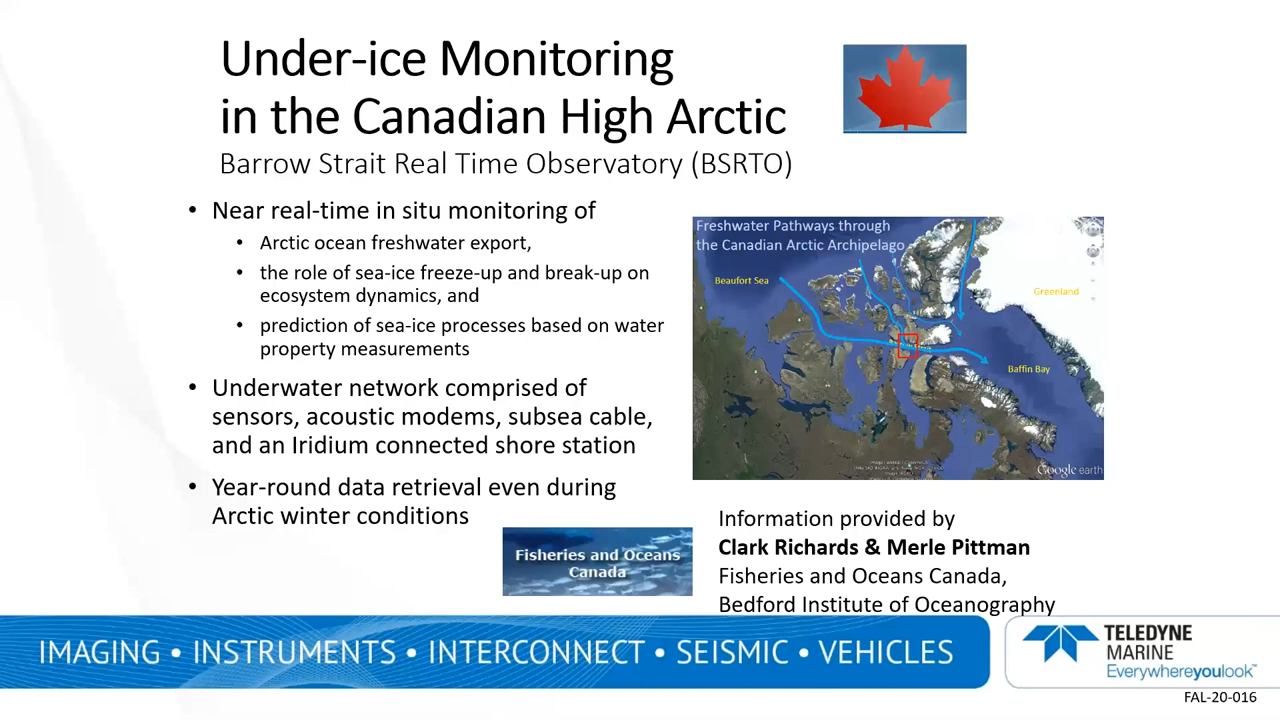 Under-ice Monitoring
in the Canadian High Arctic
Barrow Strait Real Time Observatory (BSRTO)
• Near real-time in situ monitoring of
• Arctic ocean freshwater export,
• the role of sea-ice freeze-up and break-up on
ecosystem dynamics, and
• prediction of sea-ice processes based on water
property measurements
• Underwater network comprised of
sensors, acoustic modems, subsea cable,
and an Iridium connected shore station
• Year-round data retrieval even during
Arctic winter conditions
Freshwater Pathways through
the Canadian Arctic Archipelago
Beaufort Sea
Greenland
Baffin Bay
Google earth
Fisheries and Oceans
Canada
Information provided by
Clark Richards & Merle Pittman
Fisheries and Oceans Canada,
Bedford Institute of Oceanography
IMAGING • INSTRUMENTS • INTERCONNECT • SEISMIC • VEHICLES
TELEDYNE
MARINE
Everywhereyoulook™
FAL-20-016